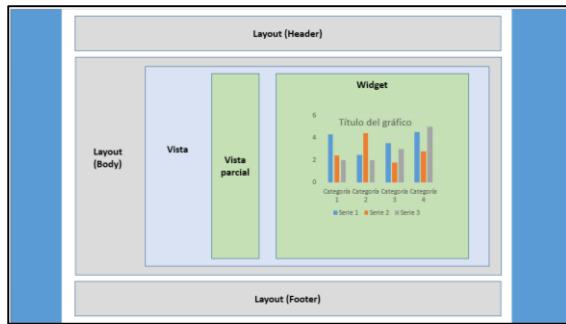 Layout (Header)
Layout
(Body)
Vista
Vista
parcial
Widget
Título del gráfico
6
4
2
0
Categoría
1
Categoría
2
Categoría
3
Categoría
4
Serie 1
Serie 2
Serie 3
Layout (Footer)